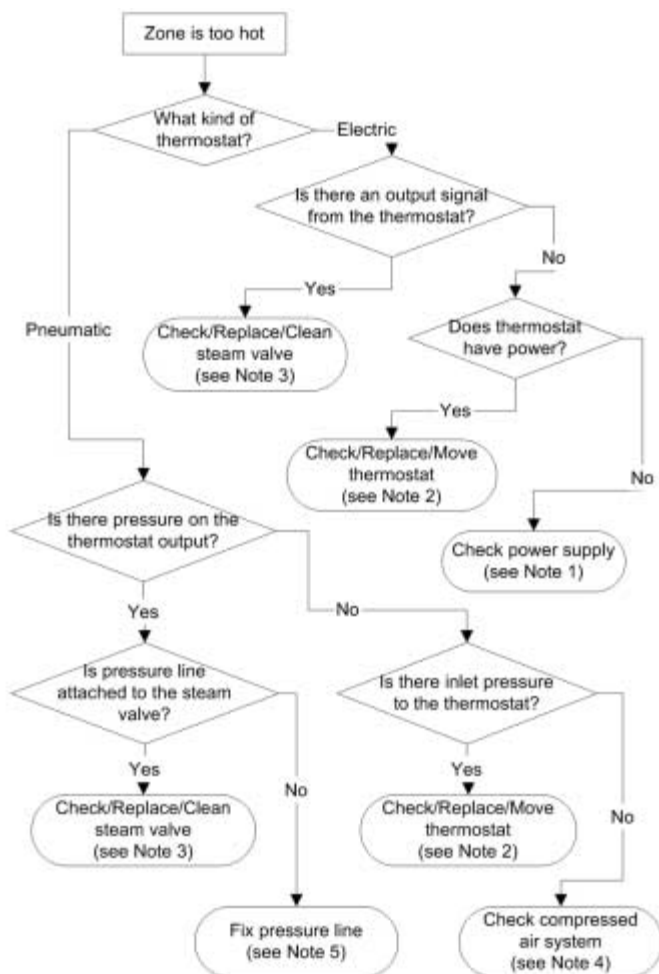 Zone is too hot
What kind of
thermostat?
Electric
Is there an output signal
from the thermostat?
No
Yes
Pneumatic
Check/Replace/Clean
steam valve
(see Note 3)
Does thermostat
have power?
Yes
Check/Replace/Move
thermostat
(see Note 2)
No
Is there pressure on the
thermostat output?
Check power supply
(see Note 1)
Yes
No
Is pressure line
attached to the steam
valve?
Is there inlet pressure
to the thermostat?
Yes
No
Yes
No
Check/Replace/Clean
steam valve
(see Note 3)
Check/Replace/Move
thermostat
(see Note 2)
Fix pressure line
(see Note 5)
Check compressed
air system
(see Note 4)